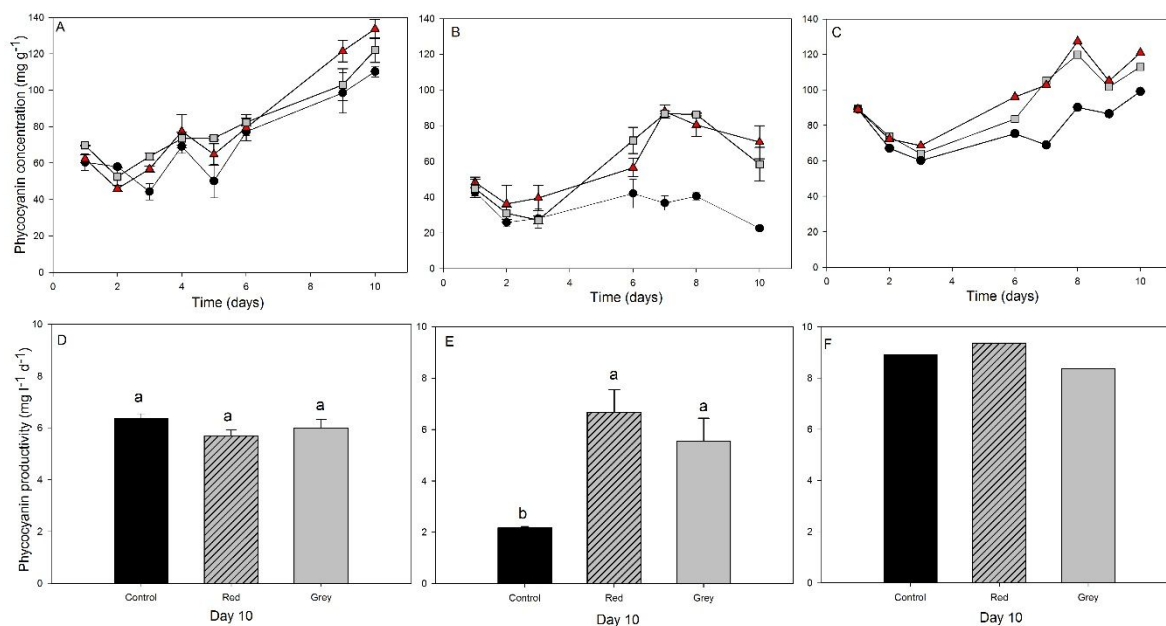 Phycocyanin concentration (mg g⁻¹)
A
140
120
100
80
60
40
20
0
0 2 4 6 8 10
Time (days)
B
140
120
100
80
60
40
20
0
0 2 4 6 8 10
Time (days)
C
140
120
100
80
60
40
20
0
0 2 4 6 8 10
Time (days)
Phycocyanin productivity (mg l⁻¹ d⁻¹)
D
10
8
6
4
2
0
a a a
Control Red Grey
Day 10
E
10
8
6
4
2
0
b a a
Control Red Grey
Day 10
F
10
8
6
4
2
0
Control Red Grey
Day 10